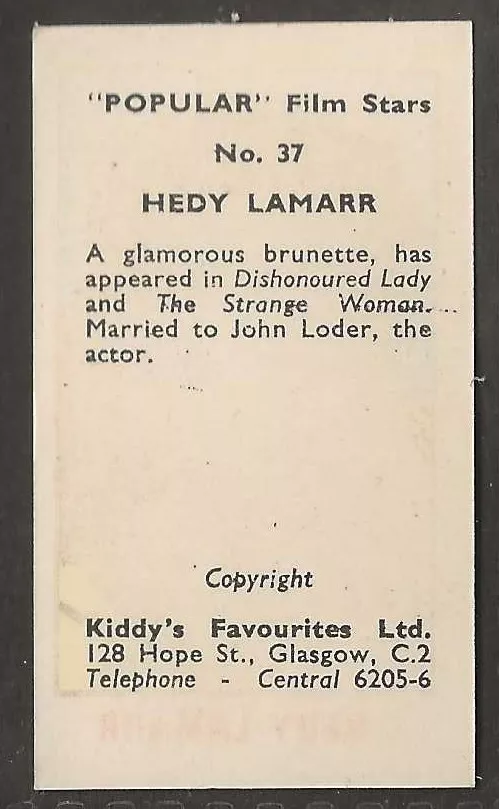 "POPULAR" Film Stars
No. 37
HEDY LAMARR
A glamorous brunette, has
appeared in Dishonoured Lady
and The Strange Woman.
Married to John Loder, the
actor.
Copyright
Kiddy's Favourites Ltd.
128 Hope St., Glasgow, C.2
Telephone - Central 6205-6